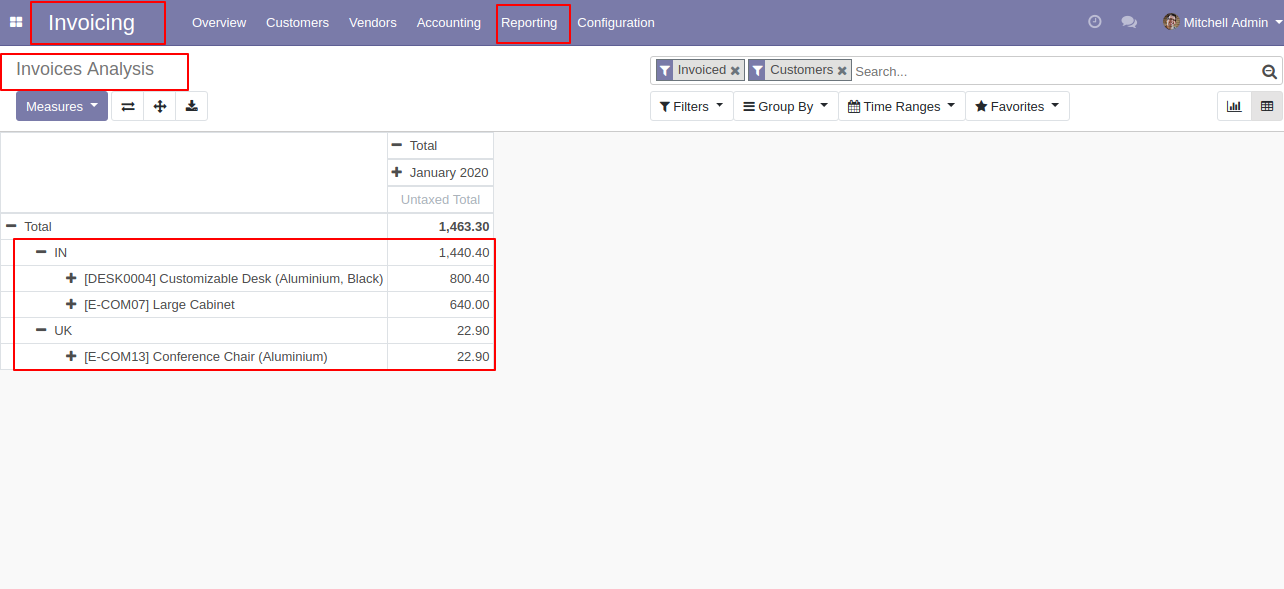 Invoicing Overview Customers Vendors Accounting Reporting Configuration Mitchell Admin
Invoices Analysis
Invoiced Customers Search...
Measures Filters Group By Time Ranges Favorites
Total
January 2020
Untaxed Total
Total 1,463.30
IN 1,440.40
[DESK0004] Customizable Desk (Aluminium, Black) 800.40
[E-COM07] Large Cabinet 640.00
UK 22.90
[E-COM13] Conference Chair (Aluminium) 22.90